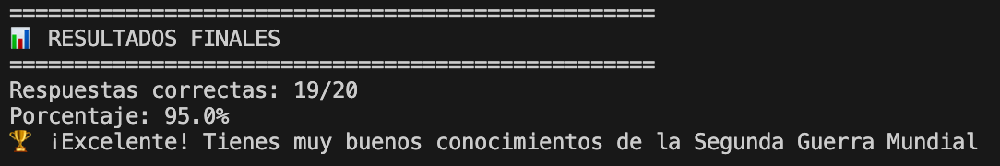 ==================================================
📊 RESULTADOS FINALES
==================================================
Respuestas correctas: 19/20
Porcentaje: 95.0%
🏆 ¡Excelente! Tienes muy buenos conocimientos de la Segunda Guerra Mundial